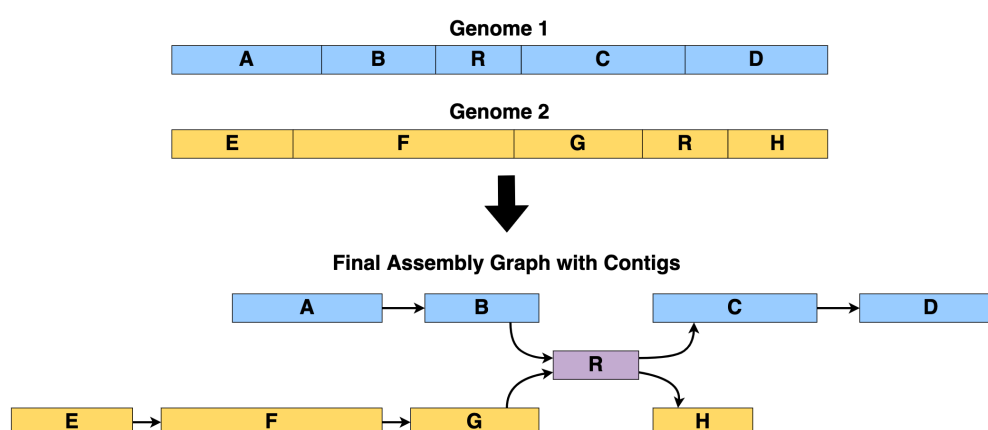 Genome 1
A B R C D
Genome 2
E F G R H
Final Assembly Graph with Contigs
A B C D
R
E F G H